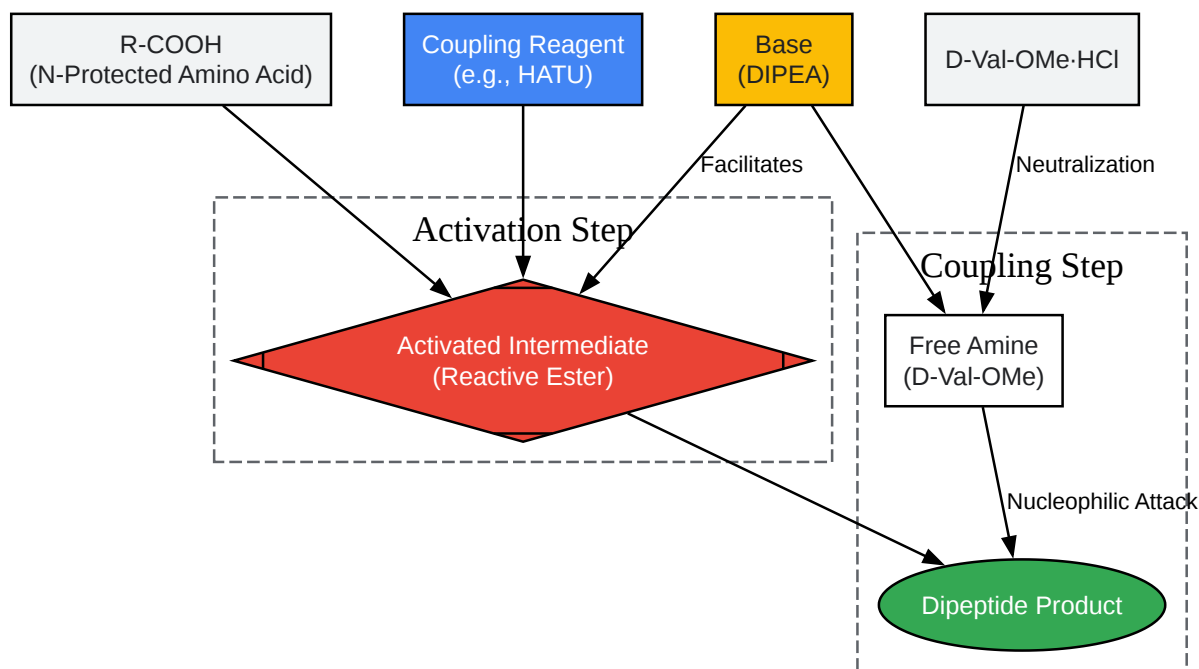 R-COOH
(N-Protected Amino Acid)
Coupling Reagent
(e.g., HATU)
Base
(DIPEA)
D-Val-OMe·HCl
Facilitates
Neutralization
Activation Step
Coupling Step
Activated Intermediate
(Reactive Ester)
Free Amine
(D-Val-OMe)
Nucleophilic Attack
Dipeptide Product